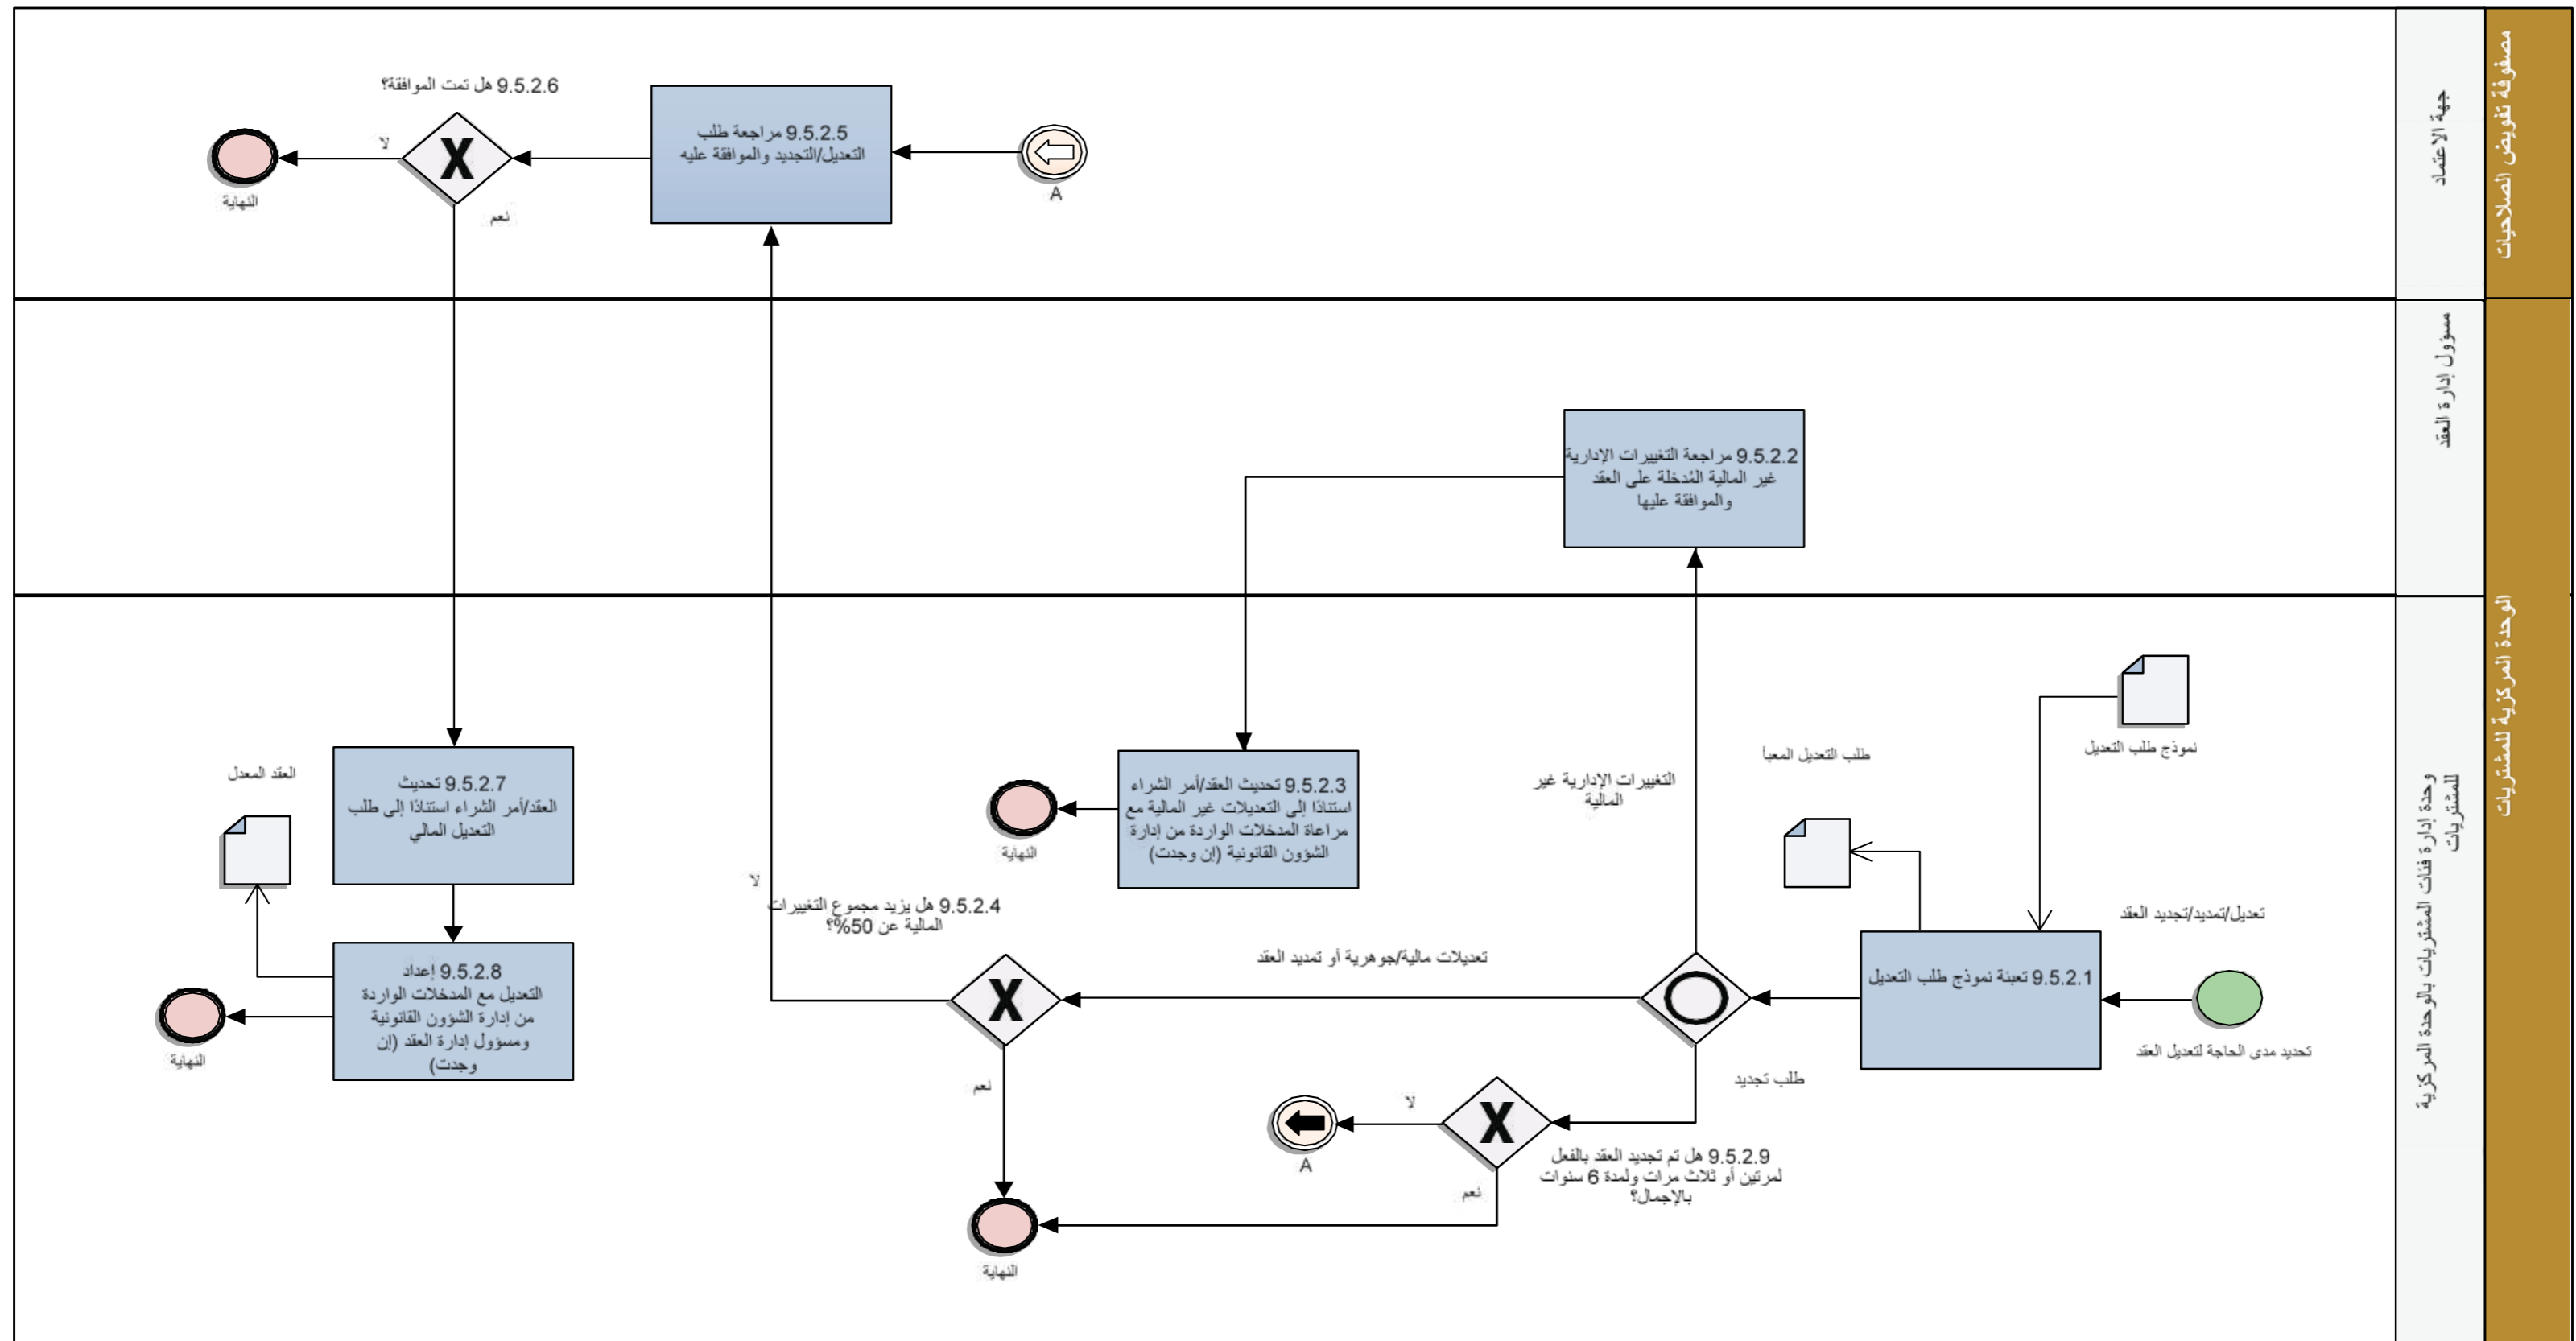 مصفوفة تفويض الصلاحيات
جهة الاعتماد
A
9.5.2.5 مراجعة طلب
التعديل/التجديد والموافقة عليه
9.5.2.6 هل تمت الموافقة؟
لا
نعم
النهاية
الوحدة المركزية للمشتريات
مسؤول إدارة العقد
9.5.2.2 مراجعة التغييرات الإدارية
غير المالية المُدخلة على العقد
والموافقة عليها
وحدة إدارة فئات المشتريات بالوحدة المركزية
للمشتريات
نموذج طلب التعديل
طلب التعديل المعبأ
تعديل/تمديد/تجديد العقد
تحديد مدى الحاجة لتعديل العقد
9.5.2.1 تعبئة نموذج طلب التعديل
التغييرات الإدارية غير
المالية
تعديلات مالية/جوهرية أو تمديد العقد
طلب تجديد
9.5.2.9 هل تم تجديد العقد بالفعل
لمرتين أو ثلاث مرات ولمدة 6 سنوات
بالإجمال؟
لا
نعم
A
9.5.2.3 تحديث العقد/أمر الشراء
استنادًا إلى التعديلات غير المالية مع
مراعاة المدخلات الواردة من إدارة
الشؤون القانونية (إن وجدت)
النهاية
9.5.2.4 هل يزيد مجموع التغييرات
المالية عن 50%؟
لا
نعم
النهاية
9.5.2.7 تحديث
العقد/أمر الشراء استنادًا إلى طلب
التعديل المالي
العقد المعدل
9.5.2.8 إعداد
التعديل مع المدخلات الواردة
من إدارة الشؤون القانونية
ومسؤول إدارة العقد (إن
وجدت)
النهاية